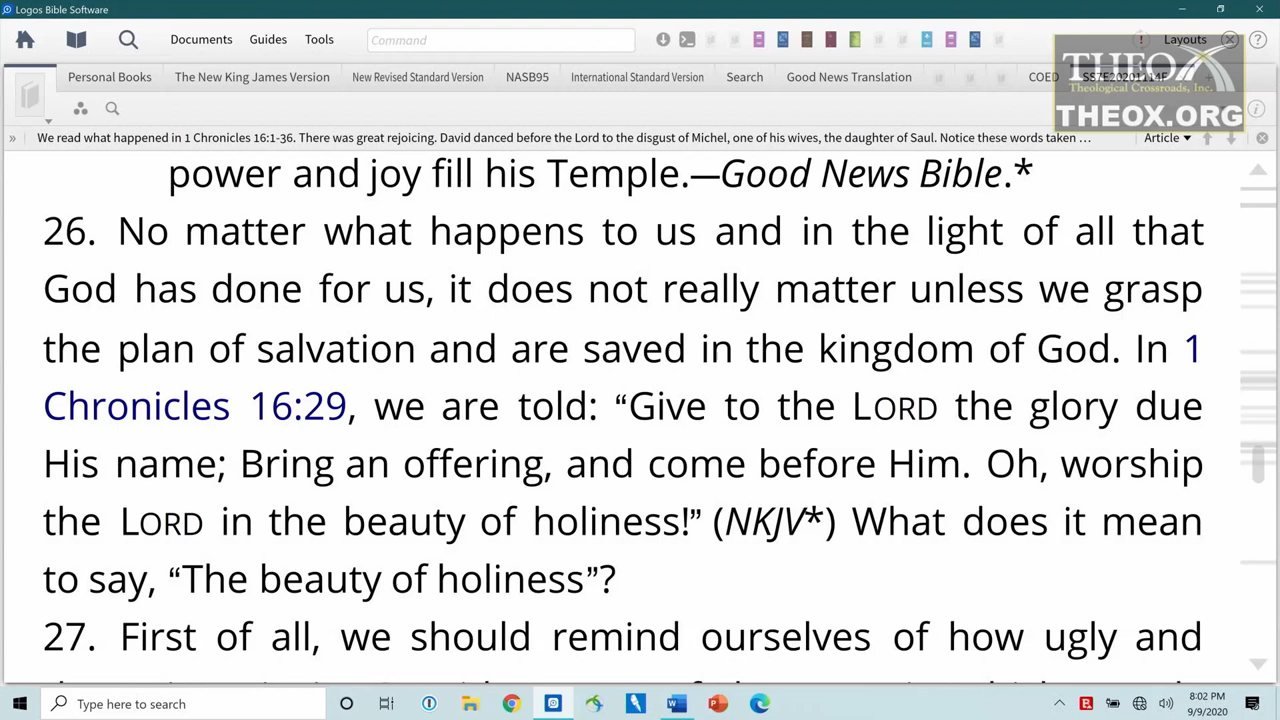 Logos Bible Software
Documents Guides Tools Command Layouts
Personal Books The New King James Version New Revised Standard Version NASB95 International Standard Version Search Good News Translation COED SS7E20201114F
THEOX
Theological Crossroads, Inc.
THEOX.ORG
» We read what happened in 1 Chronicles 16:1-36. There was great rejoicing. David danced before the Lord to the disgust of Michel, one of his wives, the daughter of Saul. Notice these words taken ... Article
power and joy fill his Temple.—Good News Bible.*
26. No matter what happens to us and in the light of all that
God has done for us, it does not really matter unless we grasp
the plan of salvation and are saved in the kingdom of God. In 1
Chronicles 16:29, we are told: “Give to the LORD the glory due
His name; Bring an offering, and come before Him. Oh, worship
the LORD in the beauty of holiness!” (NKJV*) What does it mean
to say, “The beauty of holiness”?
27. First of all, we should remind ourselves of how ugly and
Type here to search
8:02 PM
9/9/2020